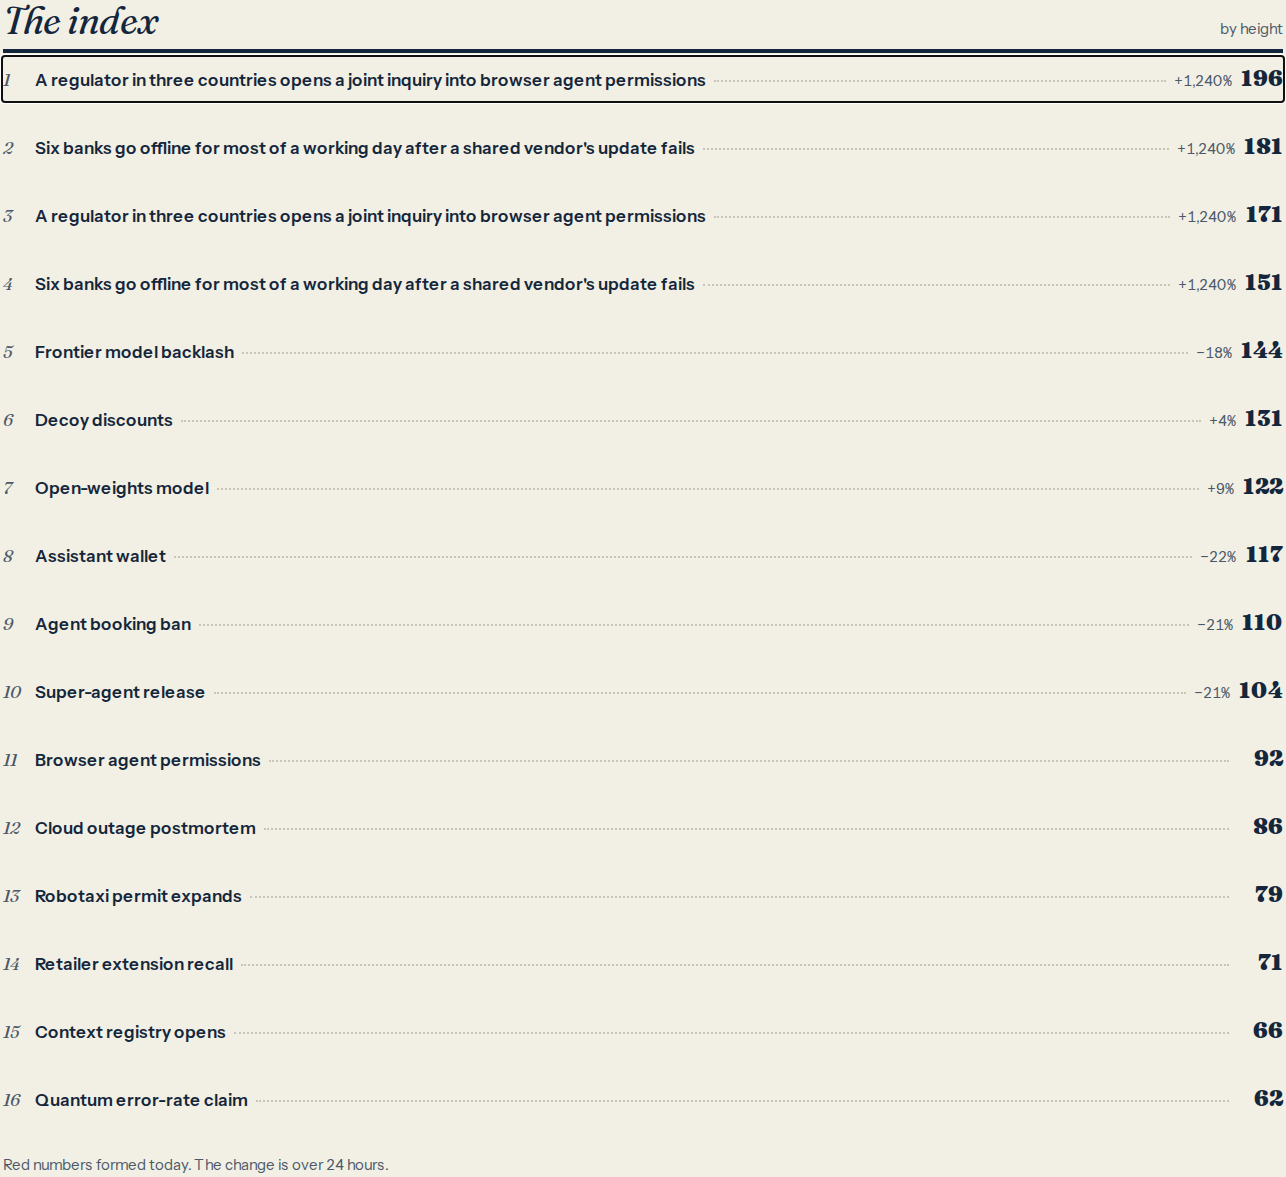 The index
by height
1 A regulator in three countries opens a joint inquiry into browser agent permissions +1,240% 196
2 Six banks go offline for most of a working day after a shared vendor's update fails +1,240% 181
3 A regulator in three countries opens a joint inquiry into browser agent permissions +1,240% 171
4 Six banks go offline for most of a working day after a shared vendor's update fails +1,240% 151
5 Frontier model backlash −18% 144
6 Decoy discounts +4% 131
7 Open-weights model +9% 122
8 Assistant wallet −22% 117
9 Agent booking ban −21% 110
10 Super-agent release −21% 104
11 Browser agent permissions 92
12 Cloud outage postmortem 86
13 Robotaxi permit expands 79
14 Retailer extension recall 71
15 Context registry opens 66
16 Quantum error-rate claim 62
Red numbers formed today. The change is over 24 hours.